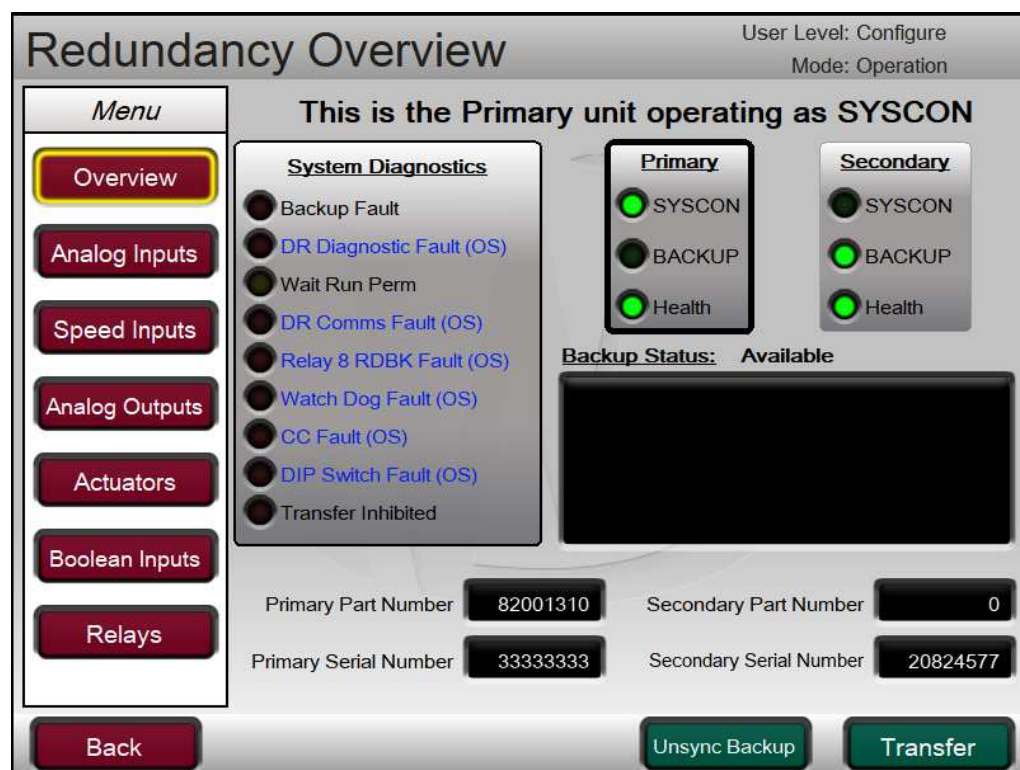 Redundancy Overview
User Level: Configure
Mode: Operation
Menu
This is the Primary unit operating as SYSCON
Overview
Analog Inputs
Speed Inputs
Analog Outputs
Actuators
Boolean Inputs
Relays
System Diagnostics
Backup Fault
DR Diagnostic Fault (OS)
Wait Run Perm
DR Comms Fault (OS)
Relay 8 RDBK Fault (OS)
Watch Dog Fault (OS)
CC Fault (OS)
DIP Switch Fault (OS)
Transfer Inhibited
Primary
SYSCON
BACKUP
Health
Secondary
SYSCON
BACKUP
Health
Backup Status: Available
Primary Part Number 82001310
Secondary Part Number 0
Primary Serial Number 33333333
Secondary Serial Number 20824577
Back
Unsync Backup
Transfer